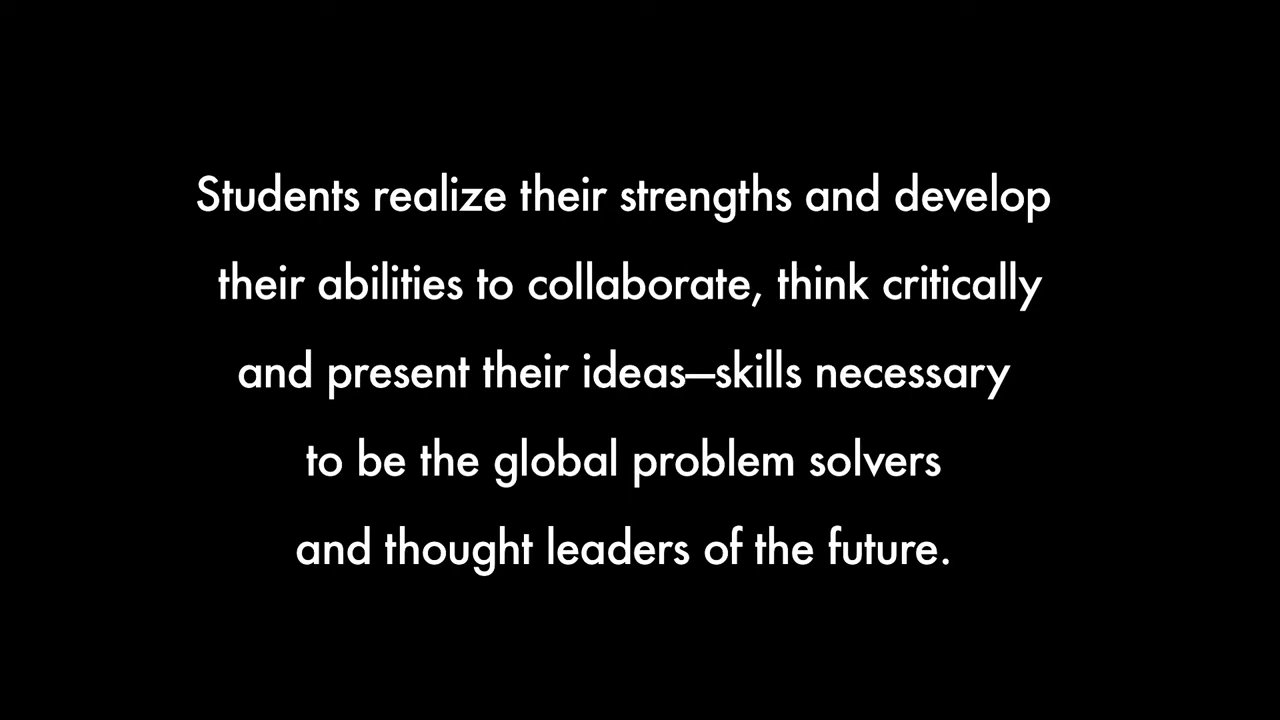 Students realize their strengths and develop
their abilities to collaborate, think critically
and present their ideas—skills necessary
to be the global problem solvers
and thought leaders of the future.